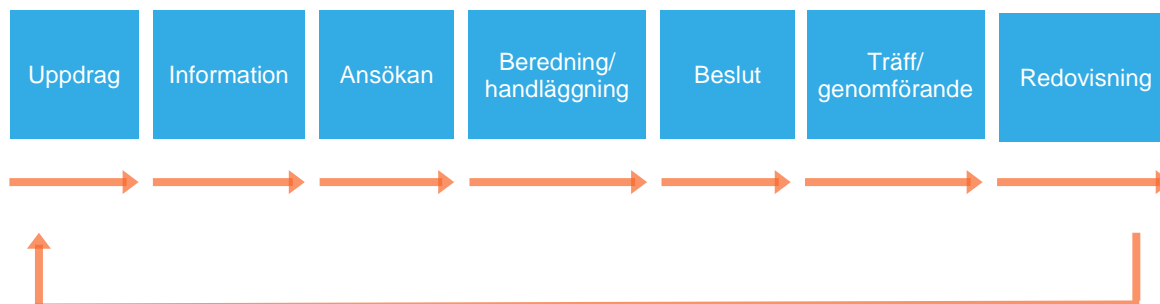 Uppdrag
Information
Ansökan
Beredning/
handläggning
Beslut
Träff/
genomförande
Redovisning